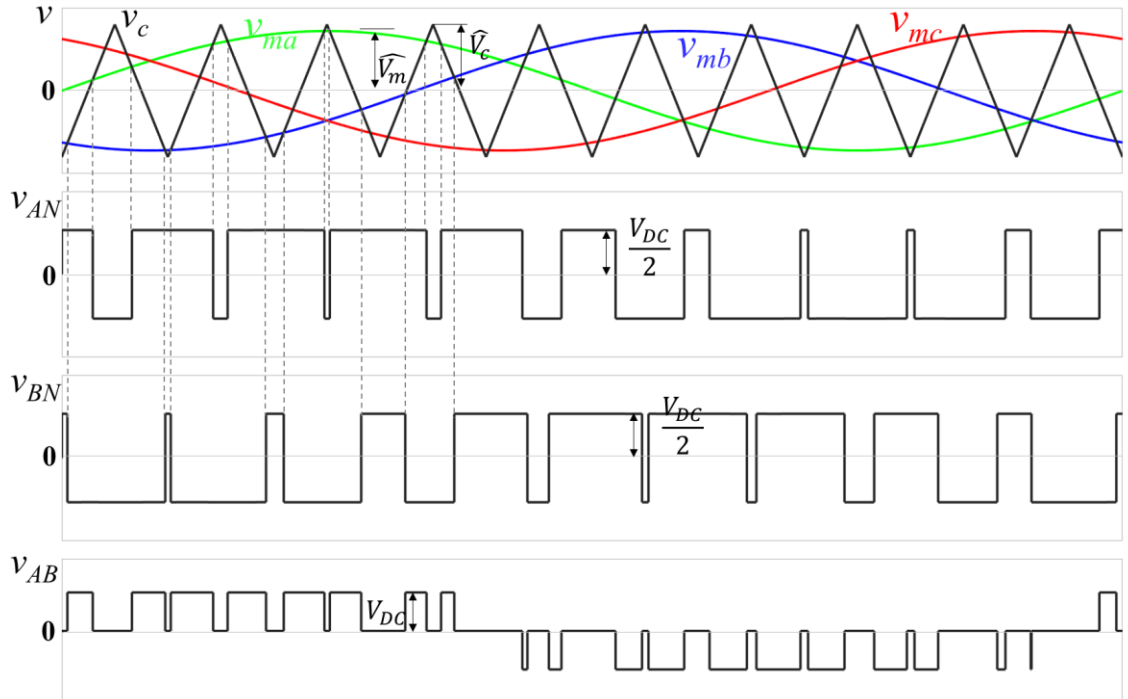 v
v_c
v_ma
V̂_m
V̂_c
v_mb
v_mc
0
v_AN
V_DC
2
0
v_BN
V_DC
2
0
v_AB
V_DC
0